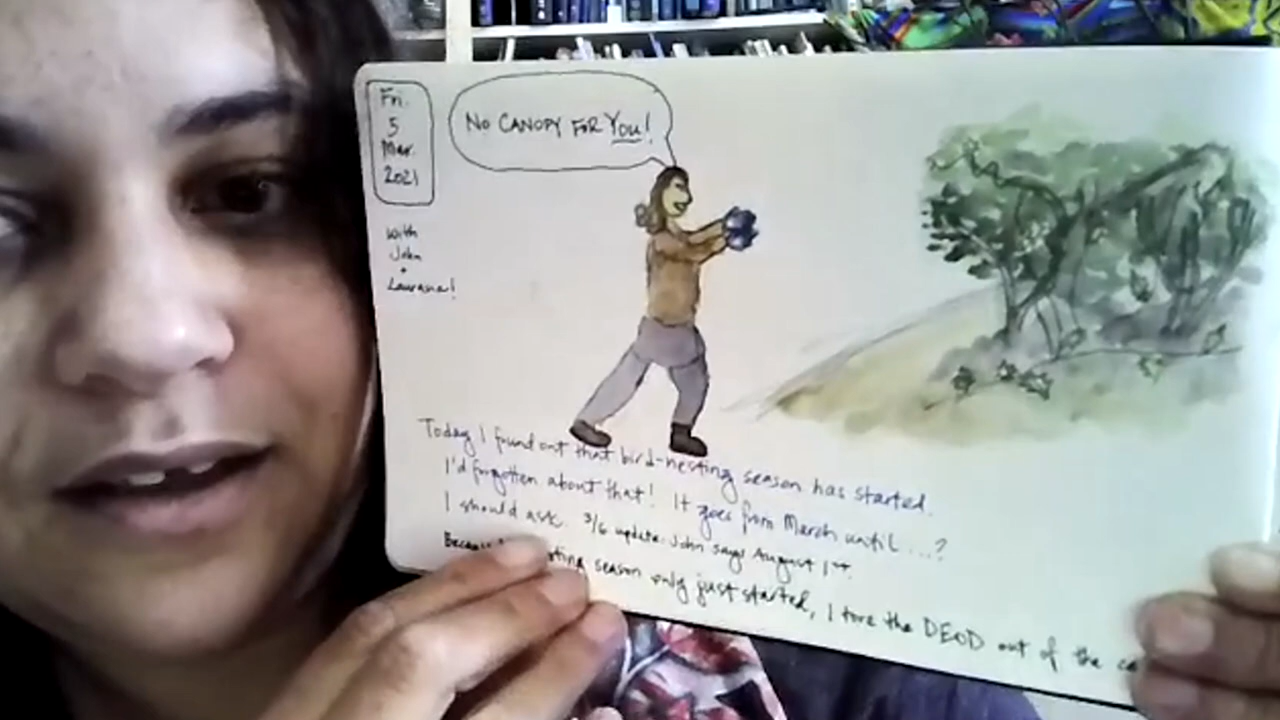 Fri.
5
Mar.
2021
NO CANOPY FOR YOU!
with
John
+
Laurana!
Today I found out that bird-nesting season has started.
I'd forgotten about that! It goes from March until ...?
I should ask. 3/6 update: John says August 1st.
season only just started, I tore the DEOD out of the